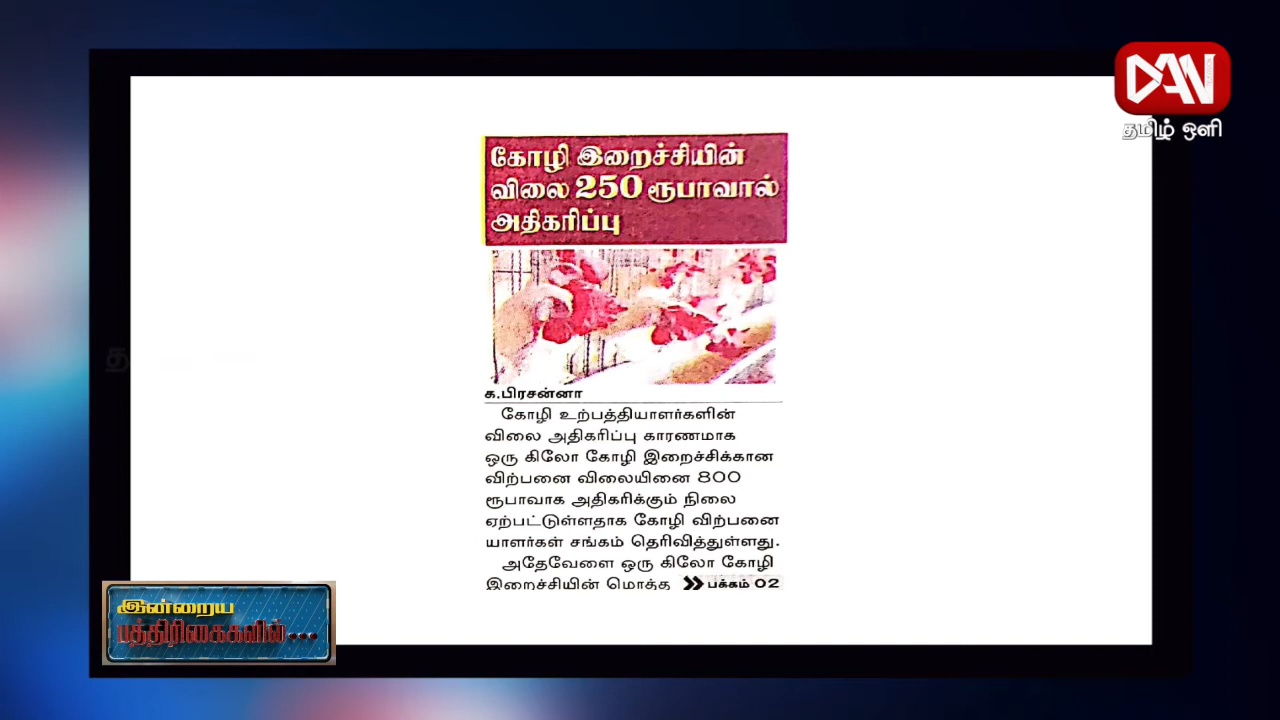 DAN
தமிழ் ஒளி
கோழி இறைச்சியின்
விலை 250 ரூபாவால்
அதிகரிப்பு
க.பிரசன்னா
கோழி உற்பத்தியாளர்களின்
விலை அதிகரிப்பு காரணமாக
ஒரு கிலோ கோழி இறைச்சிக்கான
விற்பனை விலையினை 800
ரூபாவாக அதிகரிக்கும் நிலை
ஏற்பட்டுள்ளதாக கோழி விற்பனை
யாளர்கள் சங்கம் தெரிவித்துள்ளது.
அதேவேளை ஒரு கிலோ கோழி
இறைச்சியின் மொத்த பக்கம் 02
இன்றைய
பத்திரிகைகளில்...